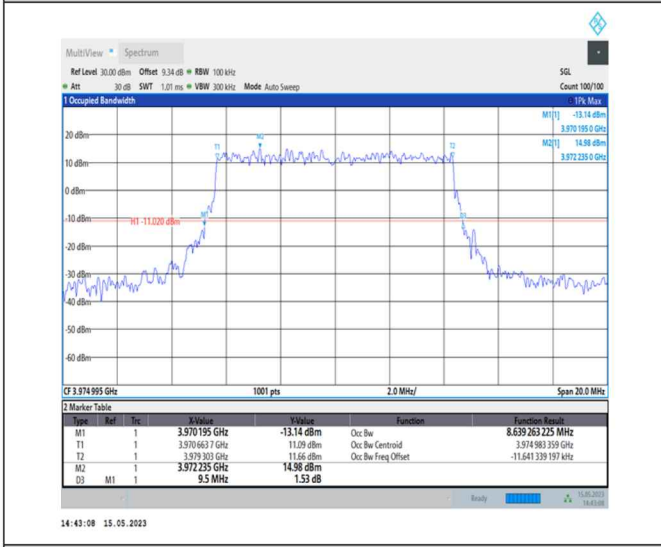 MultiView Spectrum
Ref Level 30.00 dBm Offset 9.34 dB RBW 100 kHz SGL
Att 30 dB SWT 1.01 ms VBW 300 kHz Mode Auto Sweep Count 100/100
1 Occupied Bandwidth 1Pk Max
M1[1] -13.14 dBm
3.970 195 0 GHz
M2[1] 14.98 dBm
3.972 235 0 GHz
20 dBm
T1 M2 T2
10 dBm
0 dBm
-10 dBm
H1 -11.020 dBm M1 D3
-20 dBm
-30 dBm
-40 dBm
-50 dBm
-60 dBm
CF 3.974 995 GHz 1001 pts 2.0 MHz/ Span 20.0 MHz
2 Marker Table
Type Ref Trc X-Value Y-Value Function Function Result
M1 1 3.970 195 GHz -13.14 dBm Occ Bw 8.639 263 225 MHz
T1 1 3.970 663 7 GHz 11.09 dBm Occ Bw Centroid 3.974 983 359 GHz
T2 1 3.979 303 GHz 11.66 dBm Occ Bw Freq Offset -11.641 339 197 kHz
M2 1 3.972 235 GHz 14.98 dBm
D3 M1 1 9.5 MHz 1.53 dB
Ready 15.05.2023
14:43:08
14:43:08 15.05.2023